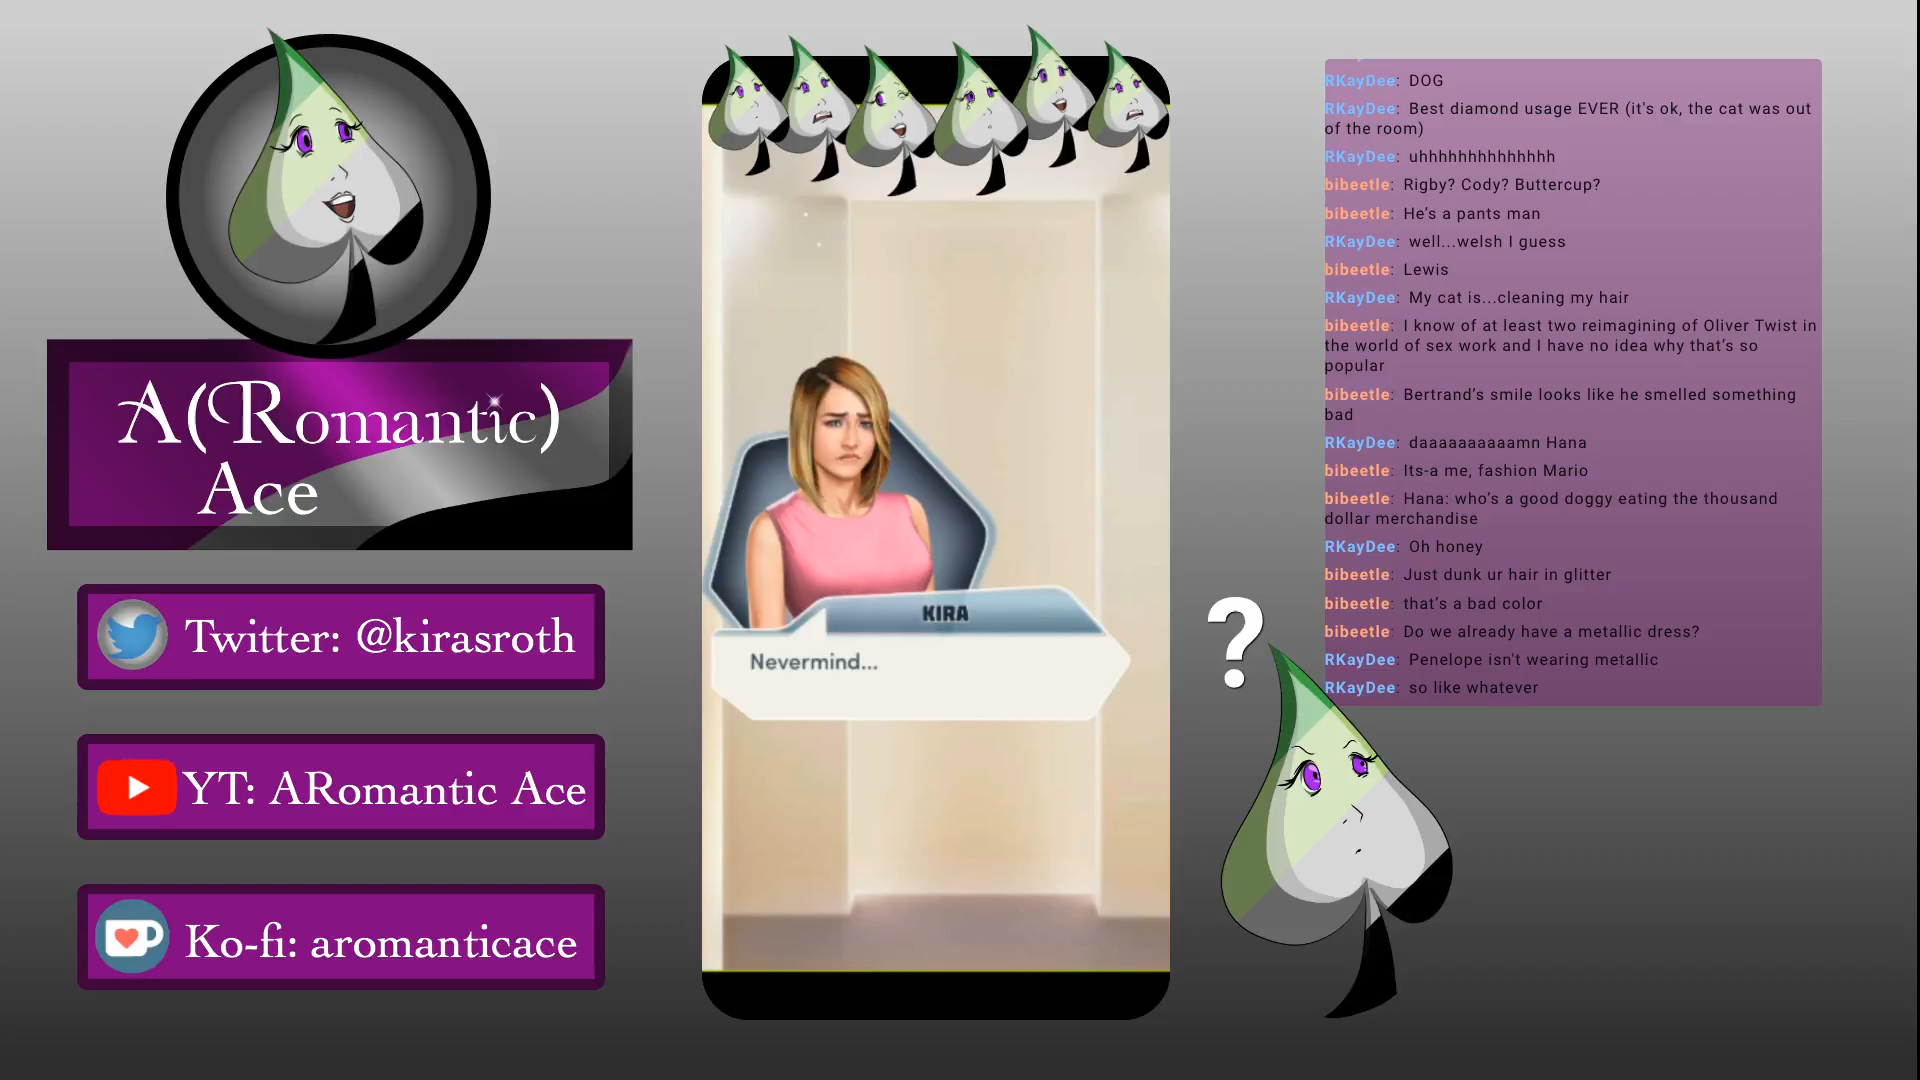 A(Romantic)
Ace
Twitter: @kirasroth
YT: ARomantic Ace
Ko-fi: aromanticace
KIRA
Nevermind...
?
RKayDee: DOG
RKayDee: Best diamond usage EVER (it's ok, the cat was out
of the room)
RKayDee: uhhhhhhhhhhhhhh
bibeetle: Rigby? Cody? Buttercup?
bibeetle: He's a pants man
RKayDee: well...welsh I guess
bibeetle: Lewis
RKayDee: My cat is...cleaning my hair
bibeetle: I know of at least two reimagining of Oliver Twist in
the world of sex work and I have no idea why that's so
popular
bibeetle: Bertrand's smile looks like he smelled something
bad
RKayDee: daaaaaaaaaamn Hana
bibeetle: Its-a me, fashion Mario
bibeetle: Hana: who's a good doggy eating the thousand
dollar merchandise
RKayDee: Oh honey
bibeetle: Just dunk ur hair in glitter
bibeetle: that's a bad color
bibeetle: Do we already have a metallic dress?
RKayDee: Penelope isn't wearing metallic
RKayDee: so like whatever